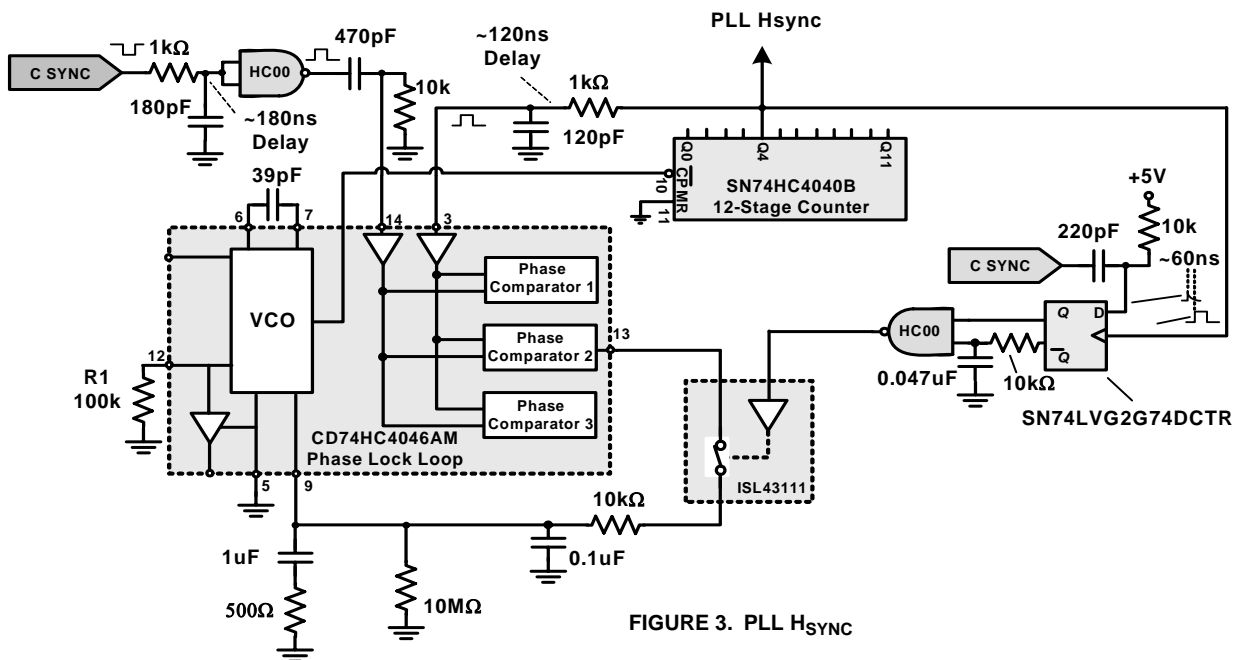 PLL Hsync
C SYNC
1kΩ
180pF
~180ns
Delay
HC00
470pF
10k
~120ns
Delay
1kΩ
120pF
Q0
Q4
Q11
10
CP
MR
11
SN74HC4040B
12-Stage Counter
+5V
10k
220pF
C SYNC
~60ns
39pF
6
7
14
3
VCO
Phase
Comparator 1
Phase
Comparator 2
Phase
Comparator 3
13
12
R1
100k
CD74HC4046AM
Phase Lock Loop
5
9
HC00
0.047uF
10kΩ
Q
D
Q
SN74LVG2G74DCTR
ISL43111
10kΩ
0.1uF
1uF
500Ω
10MΩ
FIGURE 3. PLL HSYNC